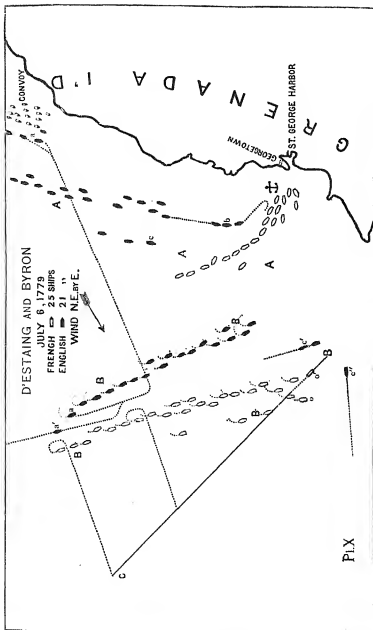 D'ESTAING AND BYRON
JULY 6, 1779
FRENCH 25 SHIPS
ENGLISH 21 "
WIND N.E. BY E.
CONVOY
GRENADA I'D
GEORGETOWN
ST. GEORGE HARBOR
A
A
A
A
a
b
c
B
B
B
B
B
B
a'
a
b'
c'
c"
C
Pl. X